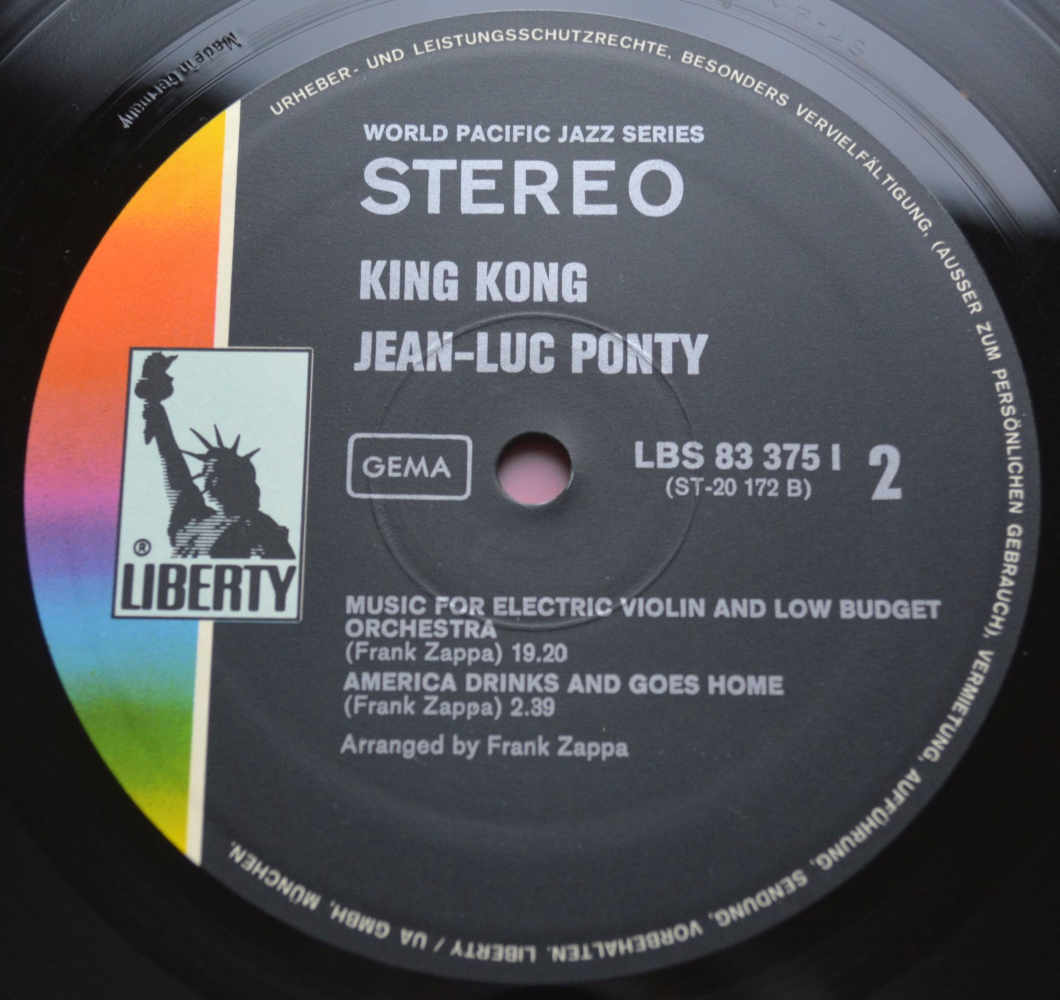 Made in Germany
URHEBER- UND LEISTUNGSSCHUTZRECHTE, BESONDERS VERVIELFÄLTIGUNG, (AUSSER ZUM PERSÖNLICHEN GEBRAUCH), VERMIETUNG, AUFFÜHRUNG, SENDUNG, VORBEHALTEN. LIBERTY / UA GMBH, MÜNCHEN.
WORLD PACIFIC JAZZ SERIES
STEREO
KING KONG
JEAN-LUC PONTY
GEMA
LBS 83 375 I 2
(ST-20 172 B)
®
LIBERTY
MUSIC FOR ELECTRIC VIOLIN AND LOW BUDGET
ORCHESTRA
(Frank Zappa) 19.20
AMERICA DRINKS AND GOES HOME
(Frank Zappa) 2.39
Arranged by Frank Zappa